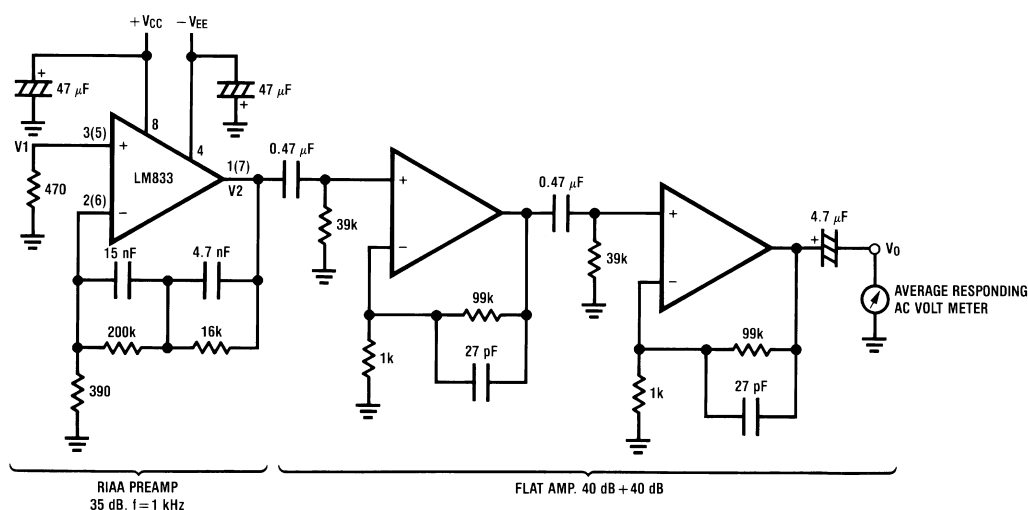 +VCC −VEE
+
47 μF
47 μF
+
V1
3(5)
8
+
LM833
4
1(7)
V2
470
2(6)
−
0.47 μF
+
−
39k
0.47 μF
+
−
39k
4.7 μF
+
VO
AVERAGE RESPONDING
AC VOLT METER
15 nF
4.7 nF
200k
16k
390
99k
27 pF
1k
99k
27 pF
1k
RIAA PREAMP
35 dB. f=1 kHz
FLAT AMP. 40 dB+40 dB